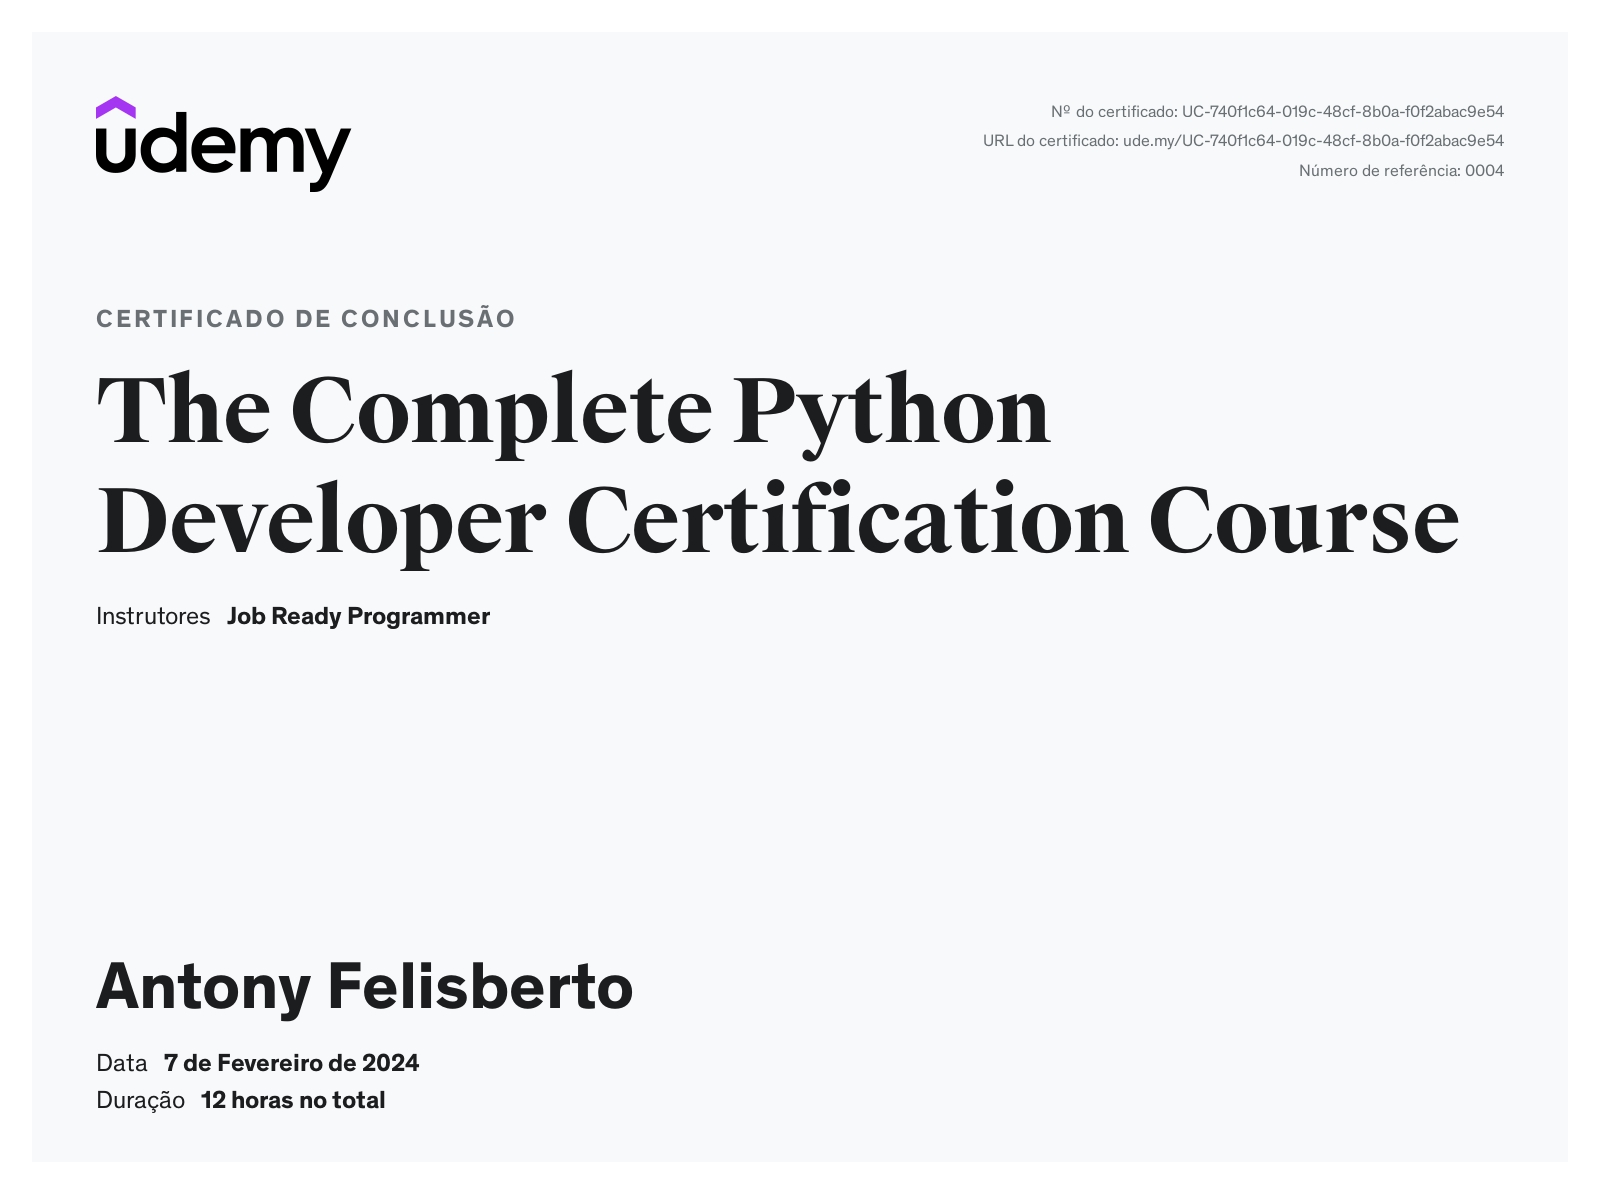 udemy
Nº do certificado: UC-740f1c64-019c-48cf-8b0a-f0f2abac9e54
URL do certificado: ude.my/UC-740f1c64-019c-48cf-8b0a-f0f2abac9e54
Número de referência: 0004
CERTIFICADO DE CONCLUSÃO
The Complete Python
Developer Certification Course
Instrutores Job Ready Programmer
Antony Felisberto
Data 7 de Fevereiro de 2024
Duração 12 horas no total